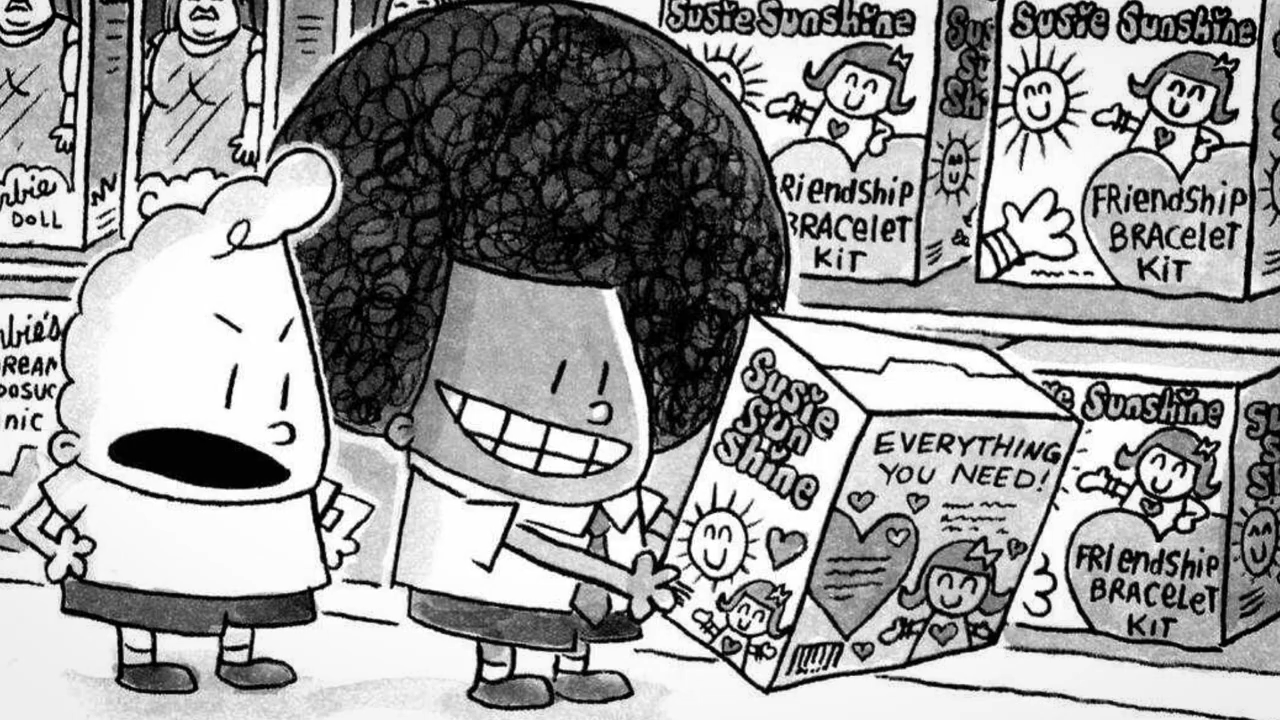 Susie Sunshine
Susie Sunshine
FRiendship
BRACeleT
KiT
DOLL
RiendShip
BRACeleT
KiT
Susie
Sun
Shine
EVERYTHING
YOU NEED!
Sunshine
FRiendship
BRACeleT
KiT